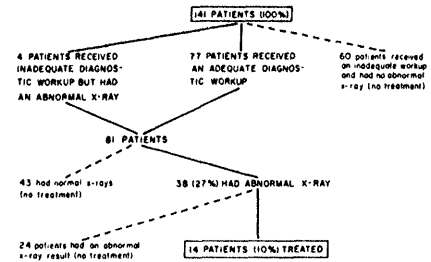 141 PATIENTS (100%)
4 PATIENTS RECEIVED
INADEQUATE DIAGNOS-
TIC WORKUP BUT HAD
AN ABNORMAL X-RAY
77 PATIENTS RECEIVED
AN ADEQUATE DIAGNOS-
TIC WORKUP
60 patients received
an inadequate workup
and had no abnormal
x-ray (no treatment)
81 PATIENTS
43 had normal x-rays
(no treatment)
38 (27%) HAD ABNORMAL X-RAY
24 patients had an abnormal
x-ray result (no treatment)
14 PATIENTS (10%) TREATED